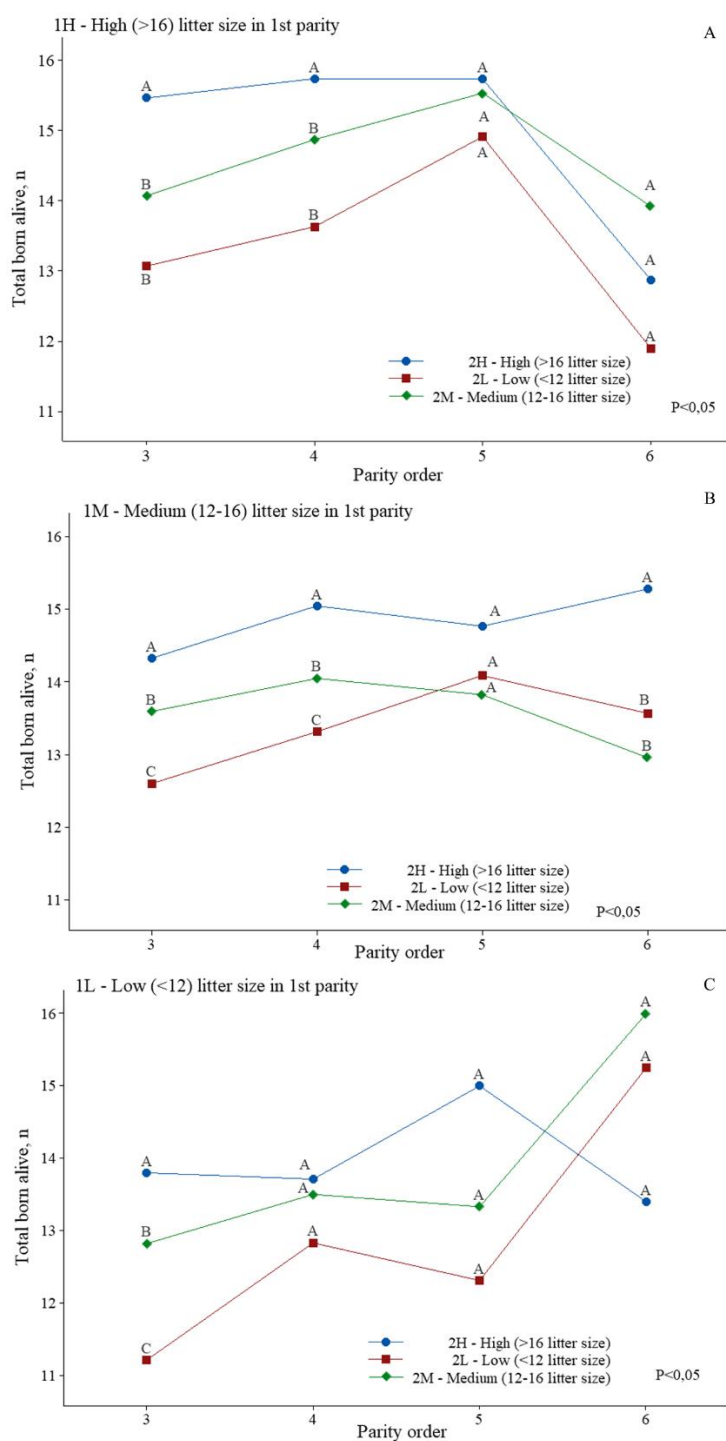 1H - High (>16) litter size in 1st parity
A
16
15
14
13
12
11
Total born alive, n
A
A
A
B
B
A
A
B
B
A
A
A
A
2H - High (>16 litter size)
2L - Low (<12 litter size)
2M - Medium (12-16 litter size)
P<0,05
3
4
5
6
Parity order
B
1M - Medium (12-16) litter size in 1st parity
16
15
14
13
12
11
Total born alive, n
A
A
A
A
B
B
A
A
B
C
C
B
2H - High (>16 litter size)
2L - Low (<12 litter size)
2M - Medium (12-16 litter size)
P<0,05
3
4
5
6
Parity order
1L - Low (<12) litter size in 1st parity
C
16
15
14
13
12
11
Total born alive, n
A
A
A
A
A
A
A
B
A
A
A
C
2H - High (>16 litter size)
2L - Low (<12 litter size)
2M - Medium (12-16 litter size)
P<0,05
3
4
5
6
Parity order